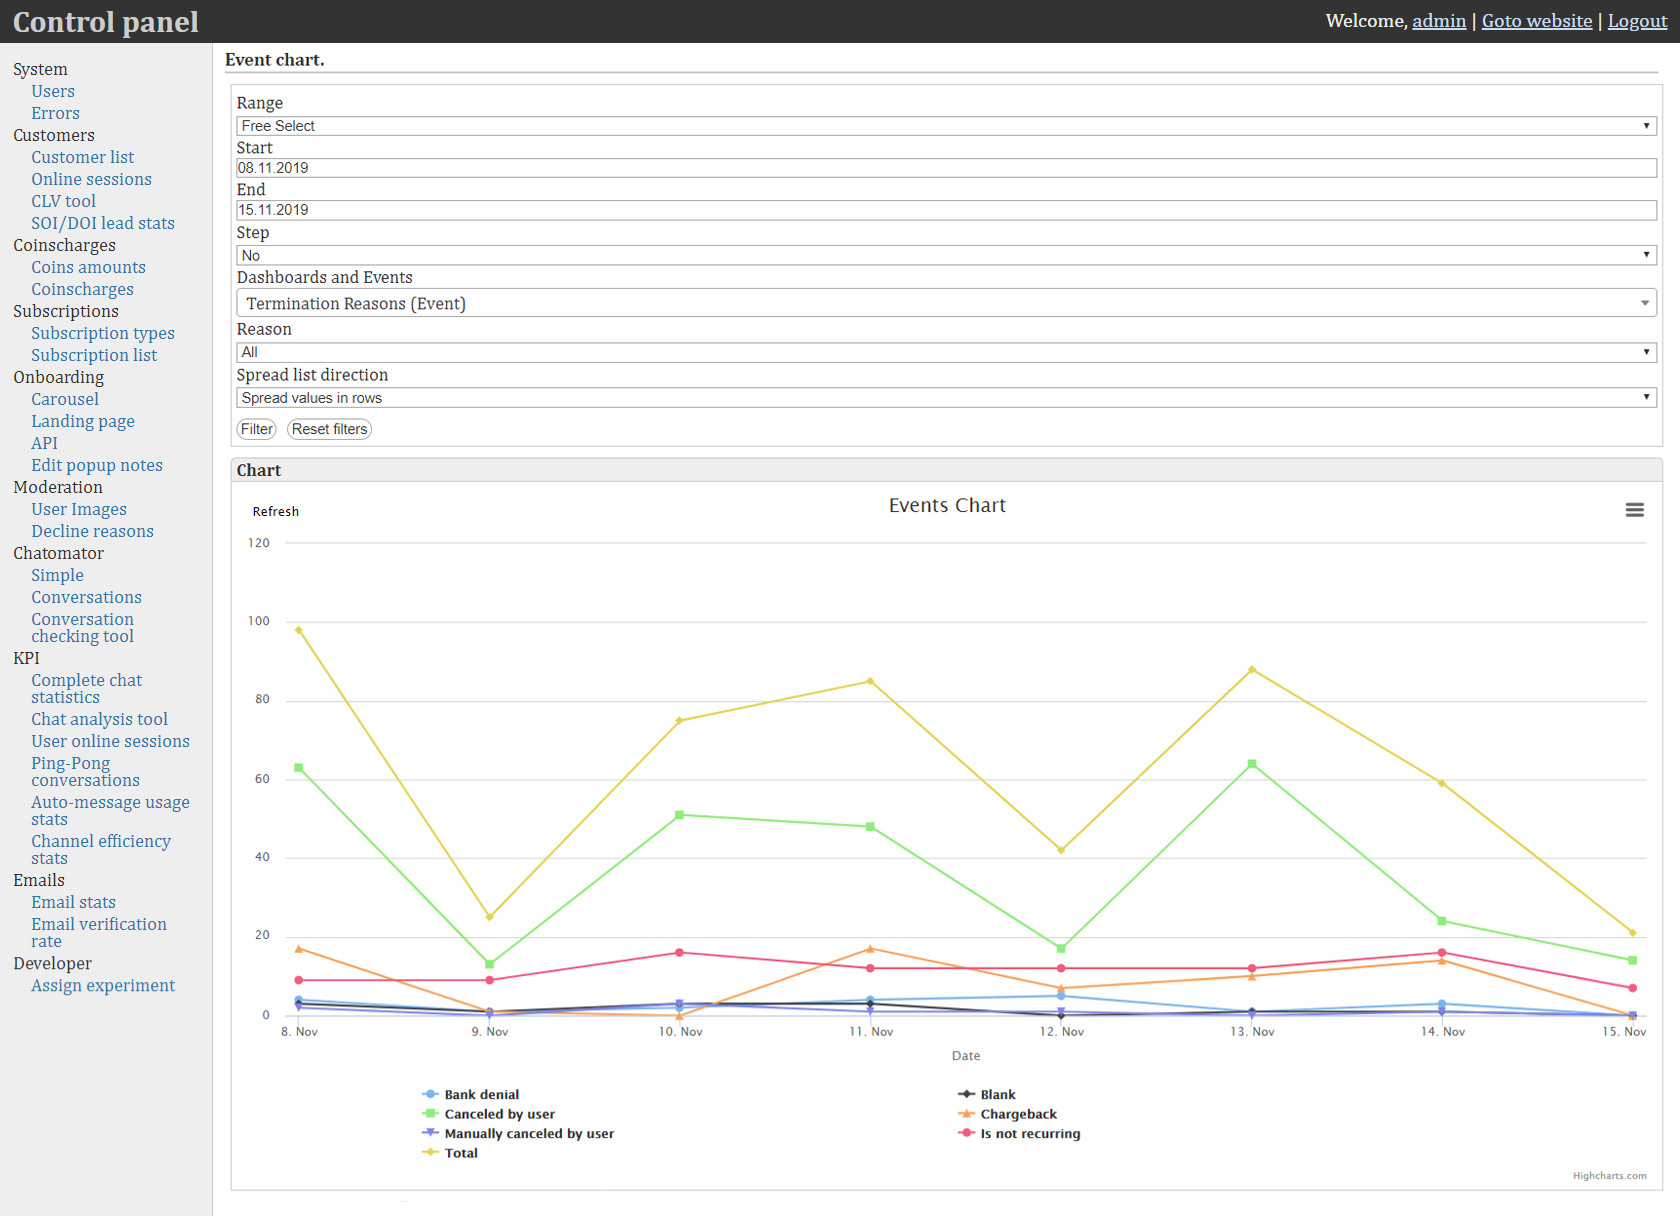 Control panel
Welcome, admin | Goto website | Logout
System
Users
Errors
Customers
Customer list
Online sessions
CLV tool
SOI/DOI lead stats
Coinscharges
Coins amounts
Coinscharges
Subscriptions
Subscription types
Subscription list
Onboarding
Carousel
Landing page
API
Edit popup notes
Moderation
User Images
Decline reasons
Chatomator
Simple
Conversations
Conversation
checking tool
KPI
Complete chat
statistics
Chat analysis tool
User online sessions
Ping-Pong
conversations
Auto-message usage
stats
Channel efficiency
stats
Emails
Email stats
Email verification
rate
Developer
Assign experiment
Event chart.
Range
Free Select
Start
08.11.2019
End
15.11.2019
Step
No
Dashboards and Events
Termination Reasons (Event)
Reason
All
Spread list direction
Spread values in rows
Filter Reset filters
Chart
Refresh
Events Chart
120
100
80
60
40
20
0
8. Nov 9. Nov 10. Nov 11. Nov 12. Nov 13. Nov 14. Nov 15. Nov
Date
Bank denial Blank
Canceled by user Chargeback
Manually canceled by user Is not recurring
Total
Highcharts.com